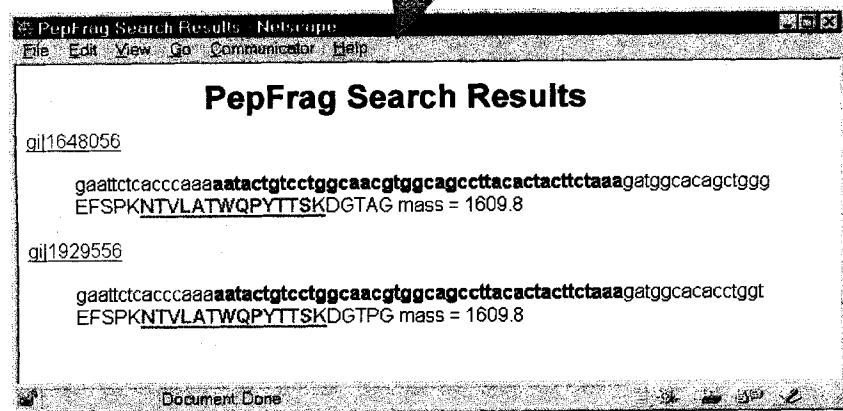 PepFrag Search Results - Netscape
File Edit View Go Communicator Help
PepFrag Search Results
gi|1648056
gaattctcacccaaaaatactgtcctggcaacgtggcagccttacactacttctaaagatggcacagctggg
EFSPKNTVLATWQPYTTSKDGTAG mass = 1609.8
gi|1929556
gaattctcacccaaaaatactgtcctggcaacgtggcagccttacactacttctaaagatggcacacctggt
EFSPKNTVLATWQPYTTSKDGTPG mass = 1609.8
Document Done